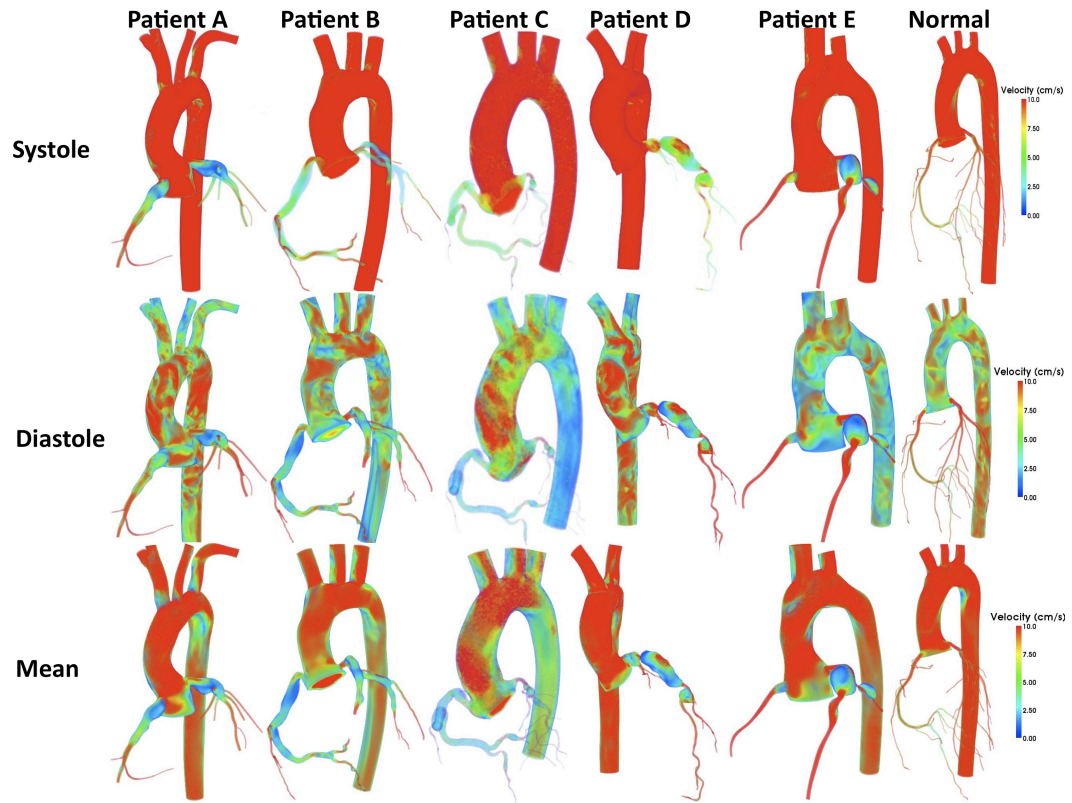 Patient A Patient B Patient C Patient D Patient E Normal
Systole
Velocity (cm/s)
10.0
7.50
5.00
2.50
0.00
Diastole
Velocity (cm/s)
10.0
7.50
5.00
2.50
0.00
Mean
Velocity (cm/s)
10.0
7.50
5.00
2.50
0.00